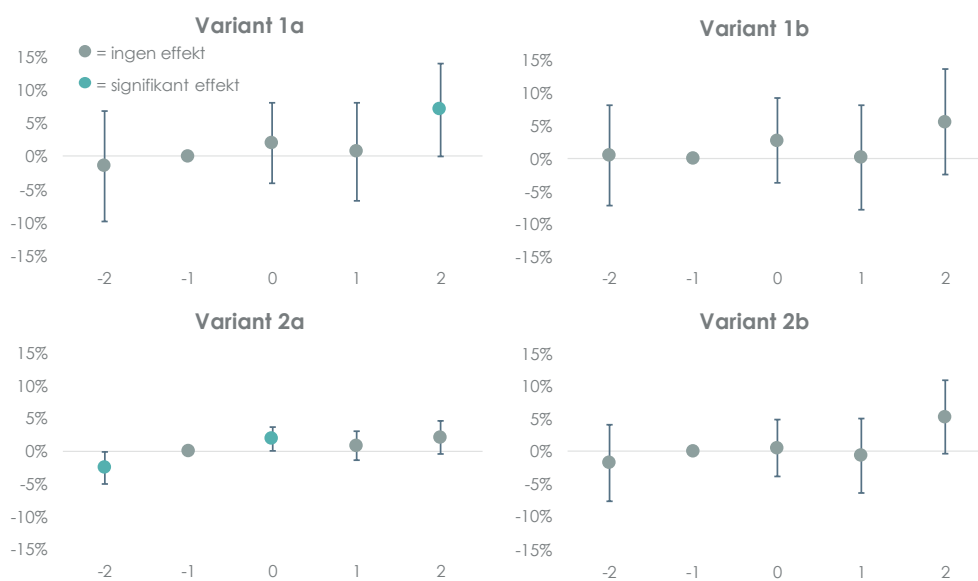 Variant 1a
= ingen effekt
= signifikant effekt
15%
10%
5%
0%
-5%
-10%
-15%
-2 -1 0 1 2
Variant 1b
15%
10%
5%
0%
-5%
-10%
-15%
-2 -1 0 1 2
Variant 2a
15%
10%
5%
0%
-5%
-10%
-15%
-2 -1 0 1 2
Variant 2b
15%
10%
5%
0%
-5%
-10%
-15%
-2 -1 0 1 2